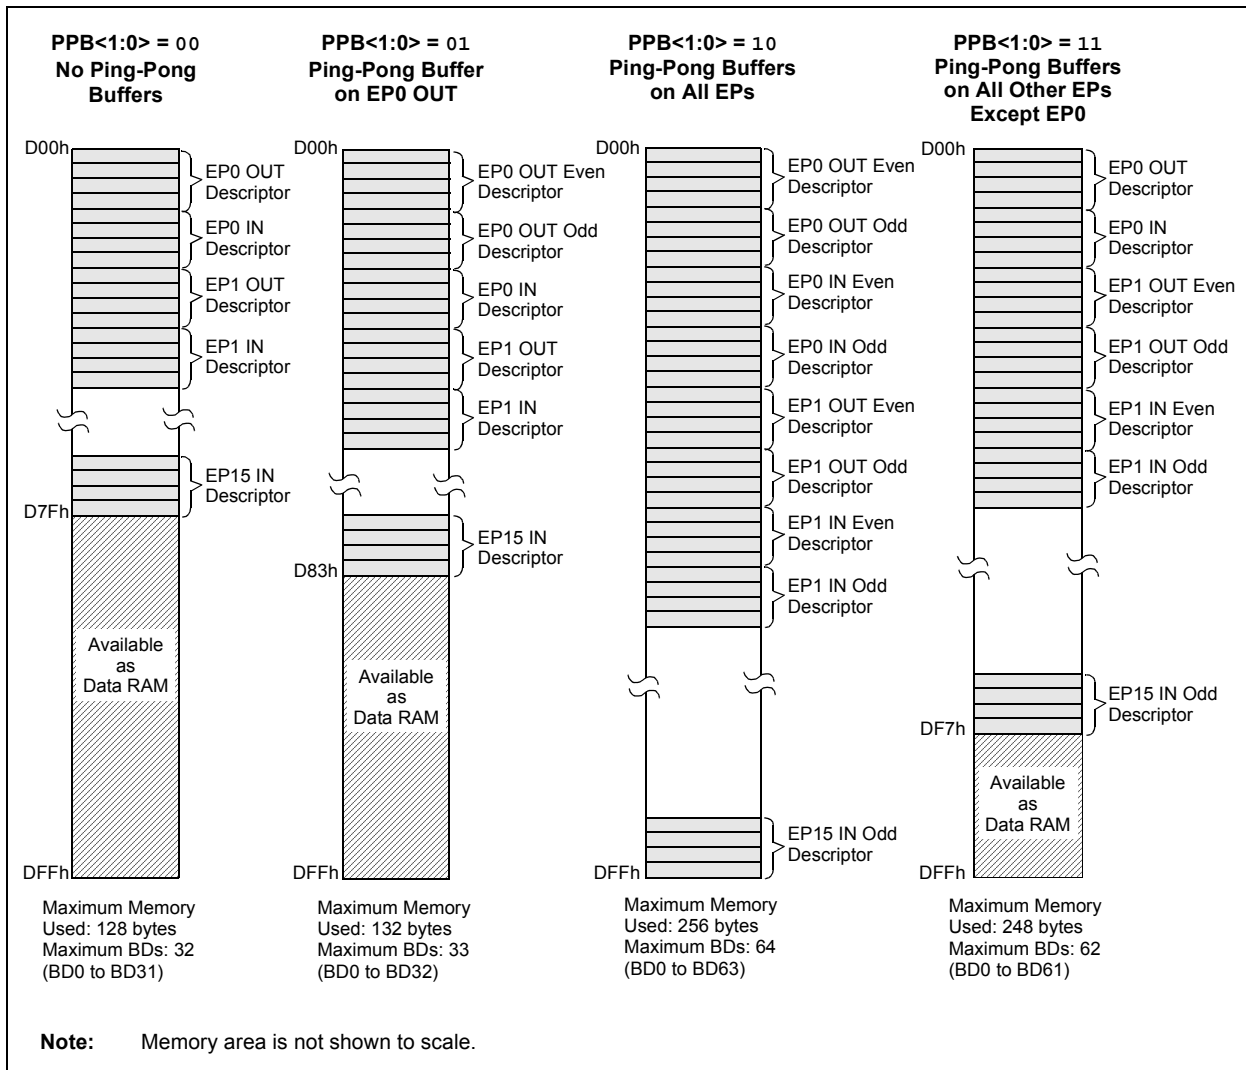 PPB<1:0> = 00
No Ping-Pong
Buffers
D00h
EP0 OUT
Descriptor
EP0 IN
Descriptor
EP1 OUT
Descriptor
EP1 IN
Descriptor
EP15 IN
Descriptor
D7Fh
Available
as
Data RAM
DFFh
Maximum Memory
Used: 128 bytes
Maximum BDs: 32
(BD0 to BD31)
PPB<1:0> = 01
Ping-Pong Buffer
on EP0 OUT
D00h
EP0 OUT Even
Descriptor
EP0 OUT Odd
Descriptor
EP0 IN
Descriptor
EP1 OUT
Descriptor
EP1 IN
Descriptor
EP15 IN
Descriptor
D83h
Available
as
Data RAM
DFFh
Maximum Memory
Used: 132 bytes
Maximum BDs: 33
(BD0 to BD32)
PPB<1:0> = 10
Ping-Pong Buffers
on All EPs
D00h
EP0 OUT Even
Descriptor
EP0 OUT Odd
Descriptor
EP0 IN Even
Descriptor
EP0 IN Odd
Descriptor
EP1 OUT Even
Descriptor
EP1 OUT Odd
Descriptor
EP1 IN Even
Descriptor
EP1 IN Odd
Descriptor
EP15 IN Odd
Descriptor
DFFh
Maximum Memory
Used: 256 bytes
Maximum BDs: 64
(BD0 to BD63)
PPB<1:0> = 11
Ping-Pong Buffers
on All Other EPs
Except EP0
D00h
EP0 OUT
Descriptor
EP0 IN
Descriptor
EP1 OUT Even
Descriptor
EP1 OUT Odd
Descriptor
EP1 IN Even
Descriptor
EP1 IN Odd
Descriptor
EP15 IN Odd
Descriptor
DF7h
Available
as
Data RAM
DFFh
Maximum Memory
Used: 248 bytes
Maximum BDs: 62
(BD0 to BD61)
Note: Memory area is not shown to scale.